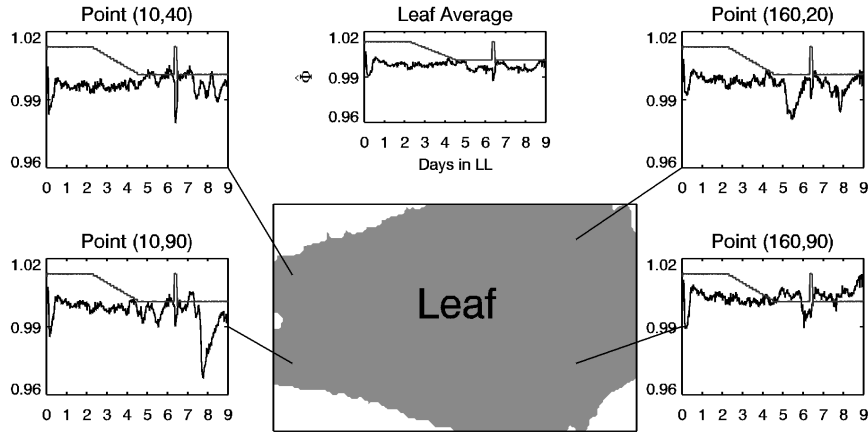 Point (10,40)
1.02
0.99
0.96
0 1 2 3 4 5 6 7 8 9
Leaf Average
1.02
0.99
0.96
Φ̂
0 1 2 3 4 5 6 7 8 9
Days in LL
Point (160,20)
1.02
0.99
0.96
0 1 2 3 4 5 6 7 8 9
Point (10,90)
1.02
0.99
0.96
0 1 2 3 4 5 6 7 8 9
Leaf
Point (160,90)
1.02
0.99
0.96
0 1 2 3 4 5 6 7 8 9